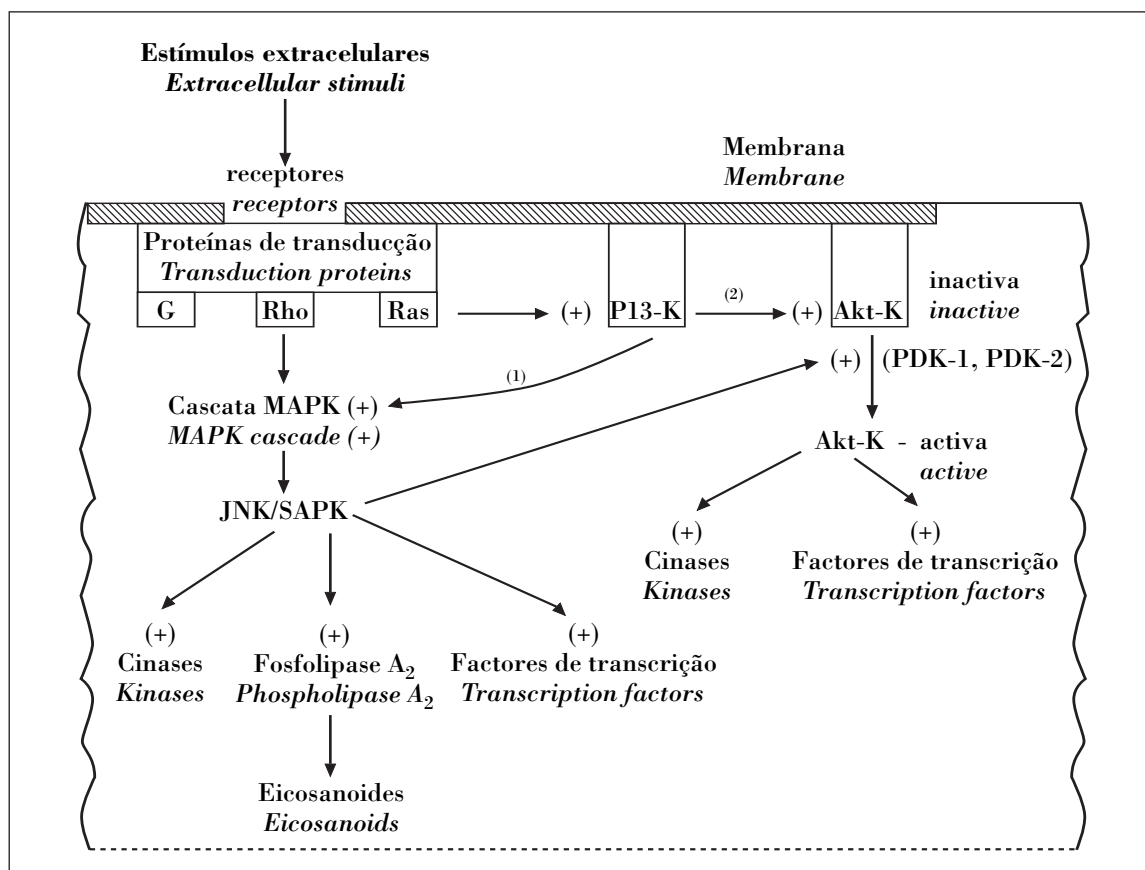 Estímulos extracelulares
Extracellular stimuli
receptores
receptors
Membrana
Membrane
Proteínas de transducção
Transduction proteins
G
Rho
Ras
(+)
P13-K
(2)
(+)
Akt-K
inactiva
inactive
(+)
(PDK-1, PDK-2)
(1)
Cascata MAPK (+)
MAPK cascade (+)
Akt-K - activa
active
JNK/SAPK
(+)
Cinases
Kinases
(+)
Factores de transcrição
Transcription factors
(+)
Cinases
Kinases
(+)
Fosfolipase A₂
Phospholipase A₂
(+)
Factores de transcrição
Transcription factors
Eicosanoides
Eicosanoids